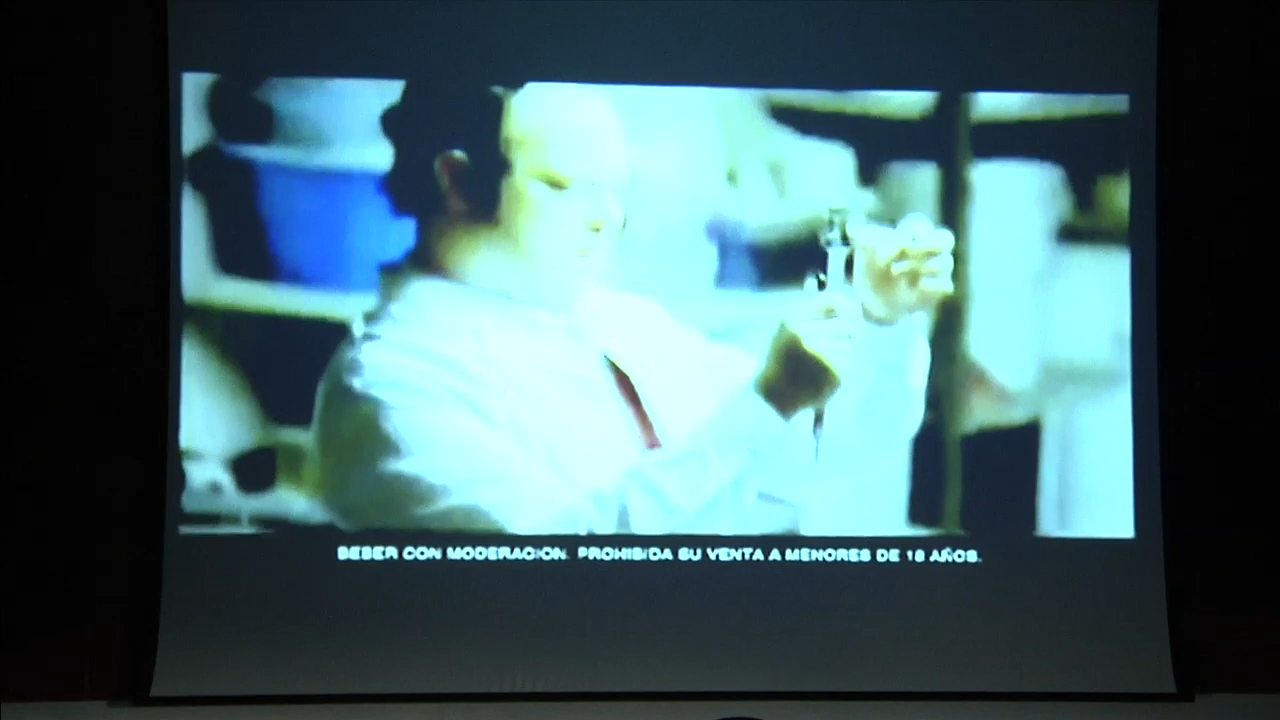 BEBER CON MODERACION. PROHIBIDA SU VENTA A MENORES DE 18 AÑOS.